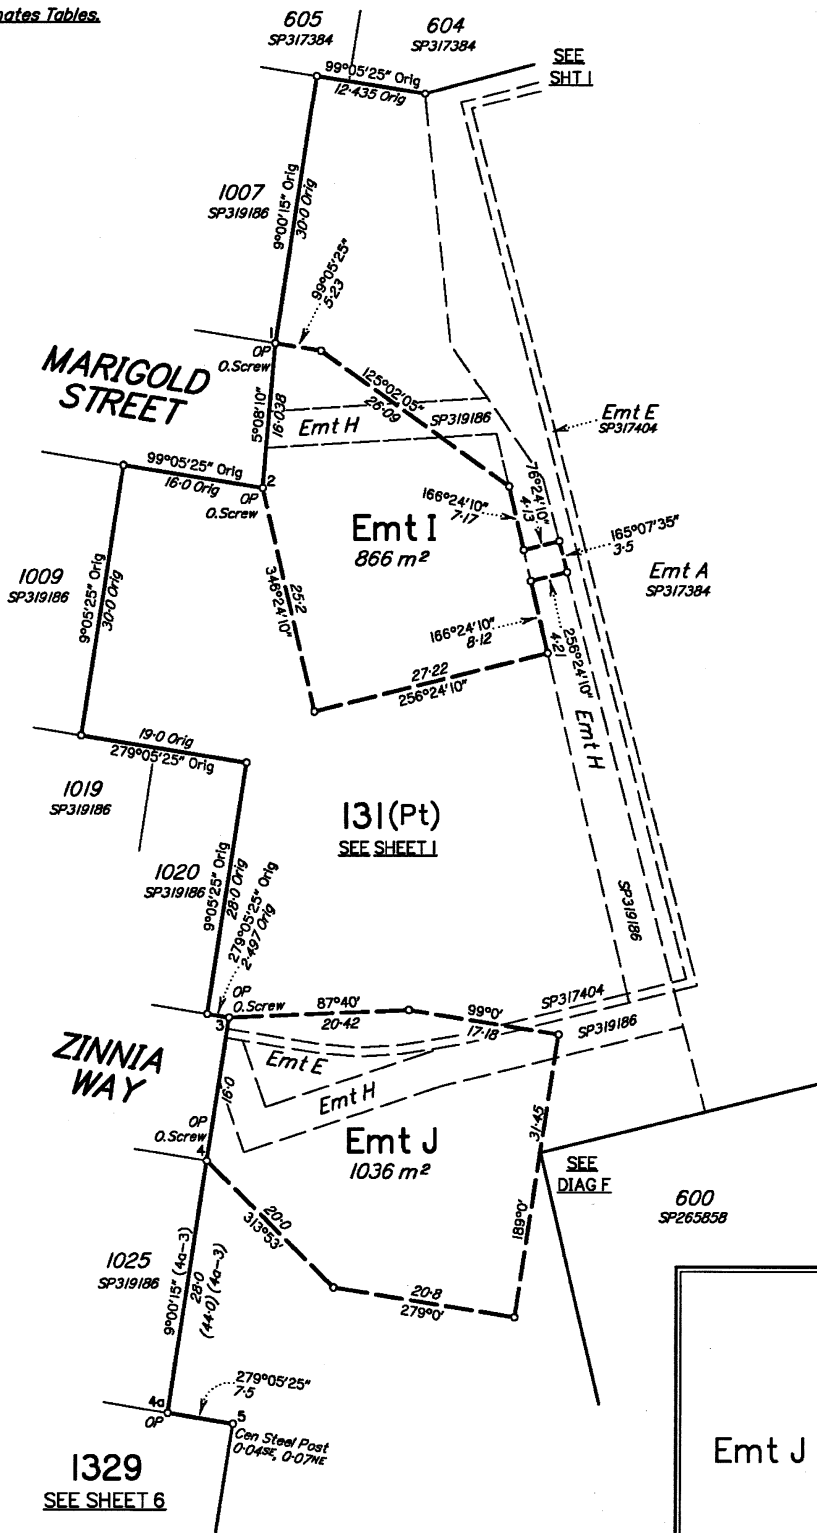 nates Tables.
605
SP317384
604
SP317384
SEE
SHT 1
99°05'25" Orig
12·435 Orig
1007
SP319186
9°00'15" Orig
30·0 Orig
99°05'25"
5·23
1
OP
O.Screw
MARIGOLD
STREET
5°08'10"
16·038
125°02'05"
26·09
Emt H
SP319186
Emt E
SP317404
99°05'25" Orig
16·0 Orig
2
OP
O.Screw
166°24'10"
7·17
76°24'10"
4·13
165°07'35"
3·5
Emt I
866 m²
Emt A
SP317384
1009
SP319186
9°05'25" Orig
30·0 Orig
25·2
346°24'10"
166°24'10"
8·12
256°24'10"
4·21
27·22
256°24'10"
Emt H
19·0 Orig
279°05'25" Orig
1019
SP319186
131(Pt)
SEE SHEET 1
1020
SP319186
9°05'25" Orig
28·0 Orig
279°05'25" Orig
2·497 Orig
SP319186
OP
O.Screw
3
87°40'
20·42
99°0'
17·18
SP317404
SP319186
ZINNIA
WAY
Emt E
Emt H
16·0
OP
O.Screw
4
Emt J
1036 m²
31·45
189°0'
SEE
DIAG F
600
SP265858
20·0
313°53'
1025
SP319186
9°00'15" (4a-3)
28·0
(44·0) (4a-3)
20·8
279°0'
279°05'25"
7·5
4a
OP
5
Cen Steel Post
0·04SE, 0·07NE
1329
SEE SHEET 6
Emt J